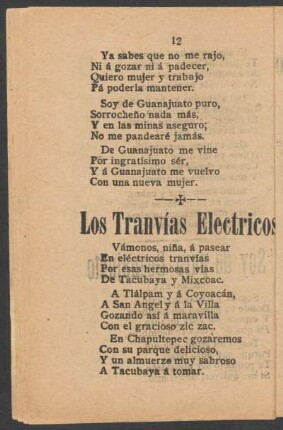 12
Ya sabes que no me rajo,
Ni á gozar ni á padecer,
Quiero mujer y trabajo
Pá poderla mantener.
Soy de Guanajuato puro,
Sorrocheño nada más,
Y en las minas aseguro;
No me pandearé jamás.
De Guanajuato me vine
Por ingratísimo sér,
Y á Guanajuato me vuelvo
Con una nueva mujer.
Los Tranvías Electricos
Vámonos, niña, á pasear
En eléctricos tranvías
Por esas hermosas vías
De Tacubaya y Mixcoac.
A Tlálpam y á Coyoacán,
A San Angel y á la Villa
Gozando así á maravilla
Con el gracioso zic zac.
En Chapultepec gozaremos
Con su parque delicioso,
Y un almuerzo muy sabroso
A Tacubaya á tomar.